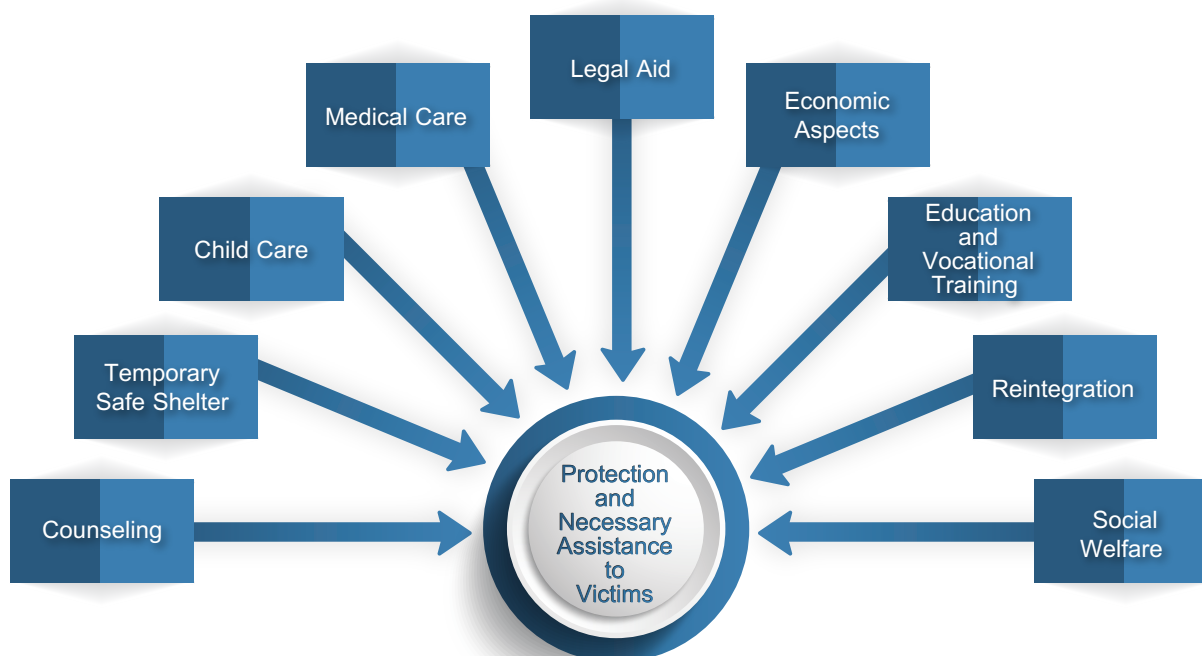 Legal Aid
Medical Care
Economic
Aspects
Child Care
Education
and
Vocational
Training
Temporary
Safe Shelter
Reintegration
Counseling
Social
Welfare
Protection
and
Necessary
Assistance
to
Victims